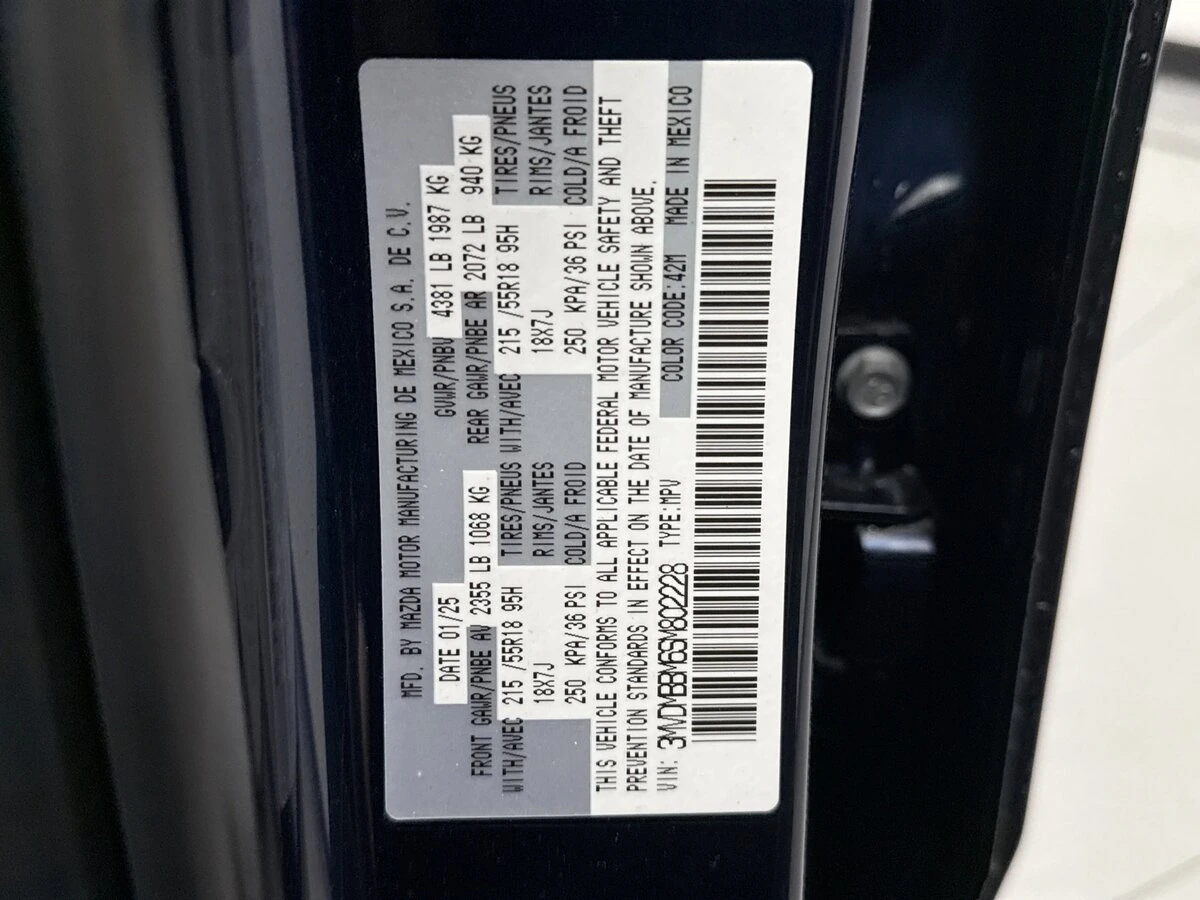 MFD. BY MAZDA MOTOR MANUFACTURING DE MEXICO S.A. DE C.V.
DATE 01/25 GVWR/PNBV 4381 LB 1987 KG
FRONT GAWR/PNBE AV 2355 LB 1068 KG REAR GAWR/PNBE AR 2072 LB 940 KG
WITH/AVEC 215 /55R18 95H TIRES/PNEUS WITH/AVEC 215 /55R18 95H TIRES/PNEUS
18X7J RIMS/JANTES 18X7J RIMS/JANTES
250 KPA/36 PSI COLD/A FROID 250 KPA/36 PSI COLD/A FROID
THIS VEHICLE CONFORMS TO ALL APPLICABLE FEDERAL MOTOR VEHICLE SAFETY AND THEFT
PREVENTION STANDARDS IN EFFECT ON THE DATE OF MANUFACTURE SHOWN ABOVE.
VIN: 3MVDMBBM6SM802228 TYPE:MPV COLOR CODE:42M MADE IN MEXICO